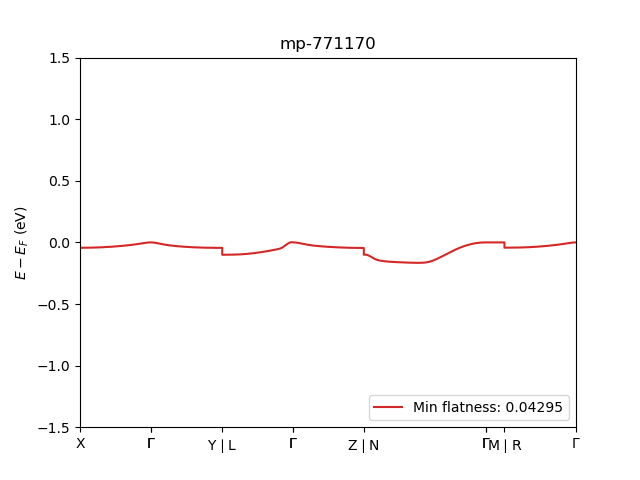 mp-771170
E − E_F (eV)
1.5
1.0
0.5
0.0
−0.5
−1.0
−1.5
Min flatness: 0.04295
X Γ Y | L Γ Z | N Γ M | R Γ